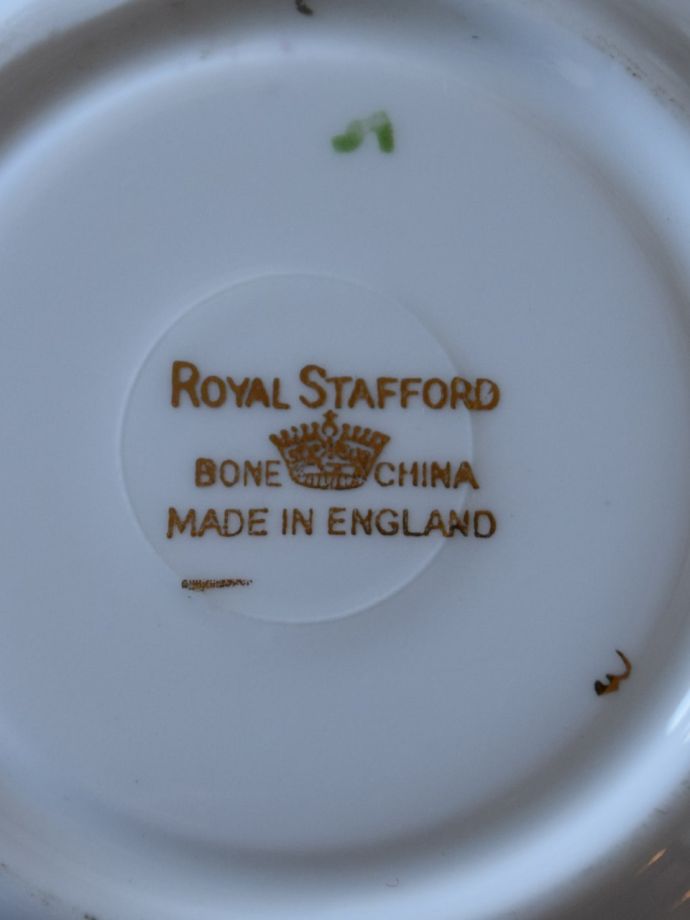 ROYAL STAFFORD
BONE CHINA
MADE IN ENGLAND